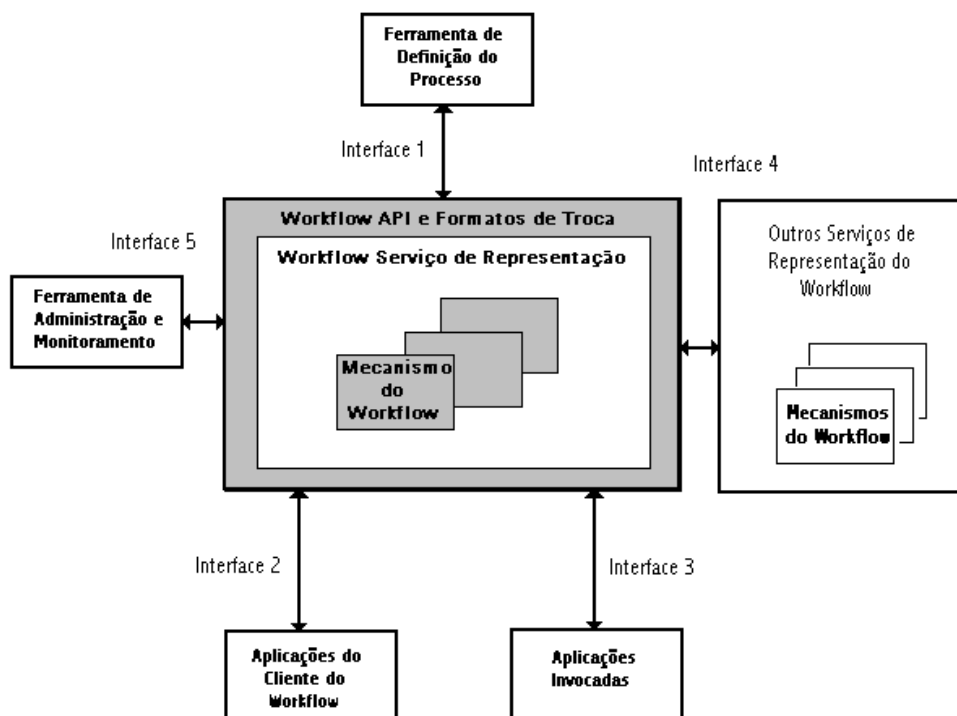 Ferramenta de
Definição do
Processo
Interface 1
Interface 4
Workflow API e Formatos de Troca
Interface 5
Workflow Serviço de Representação
Outros Serviços de
Representação do
Workflow
Ferramenta de
Administração e
Monitoramento
Mecanismo
do
Workflow
Mecanismos
do Workflow
Interface 2
Interface 3
Aplicações do
Cliente do
Workflow
Aplicações
Invocadas